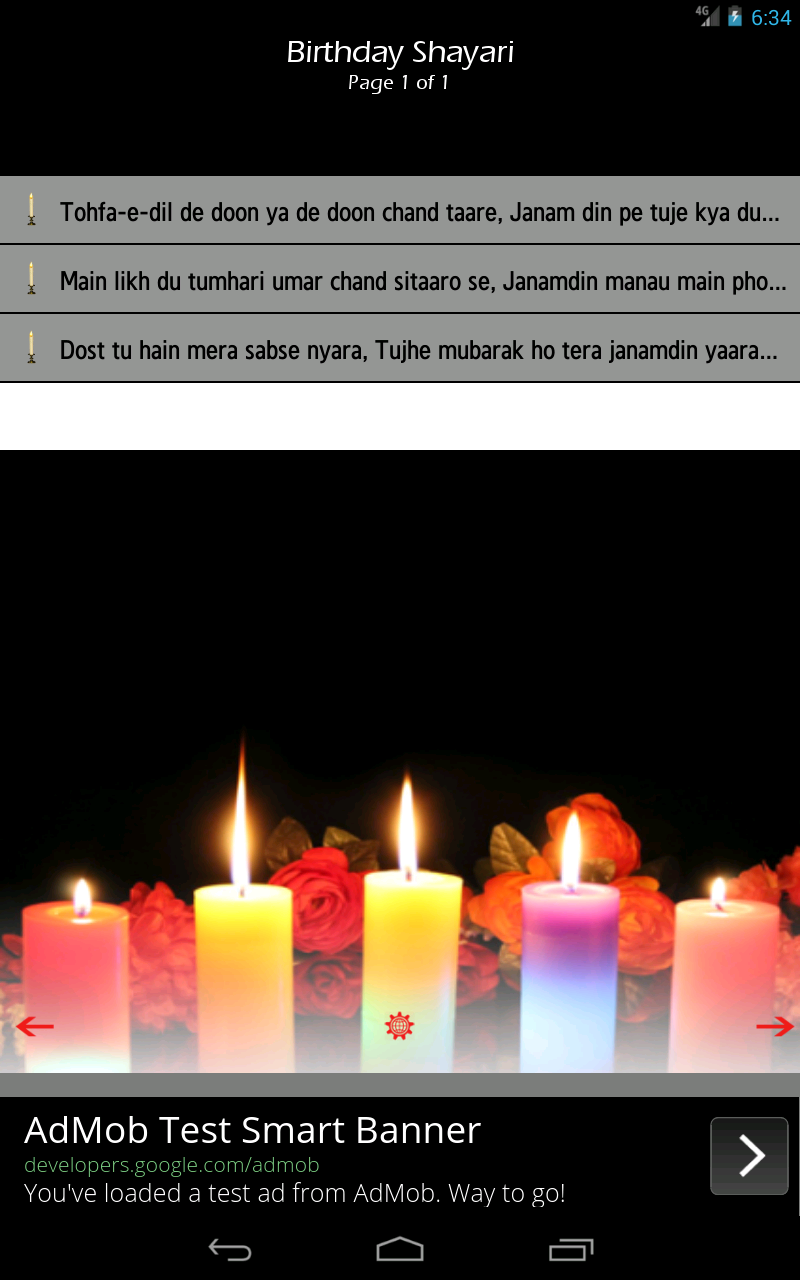 4G 6:34
Birthday Shayari
Page 1 of 1
Tohfa-e-dil de doon ya de doon chand taare, Janam din pe tuje kya du...
Main likh du tumhari umar chand sitaaro se, Janamdin manau main pho...
Dost tu hain mera sabse nyara, Tujhe mubarak ho tera janamdin yaara...
AdMob Test Smart Banner
developers.google.com/admob
You've loaded a test ad from AdMob. Way to go!